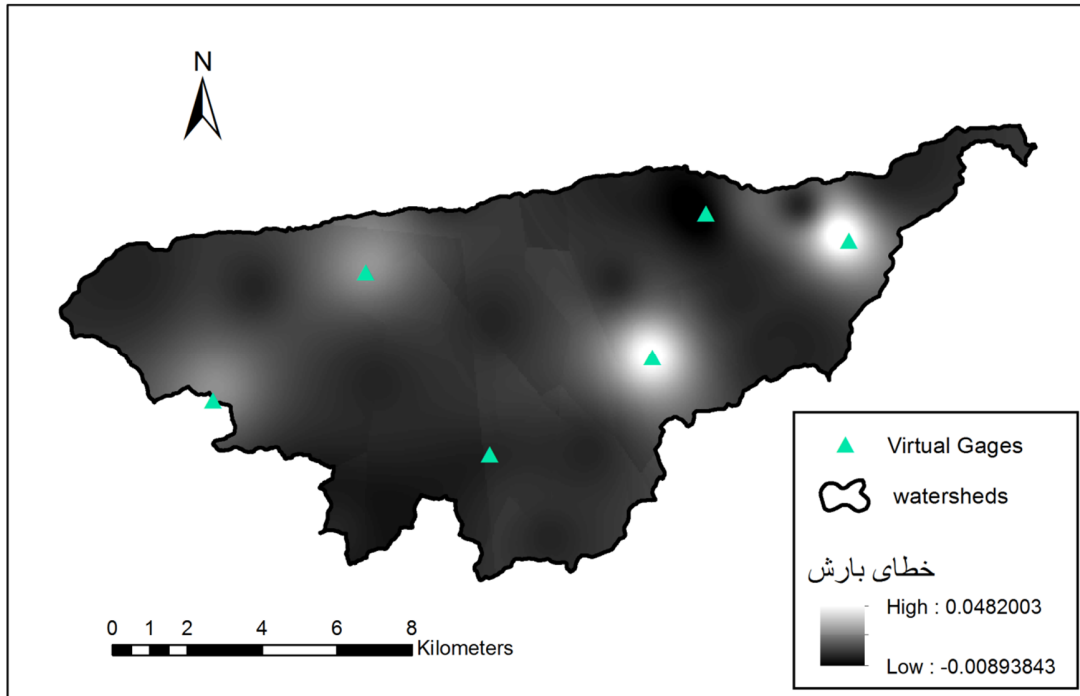 N
Virtual Gages
watersheds
خطای بارش
High : 0.0482003
Low : -0.00893843
0 1 2 4 6 8
Kilometers